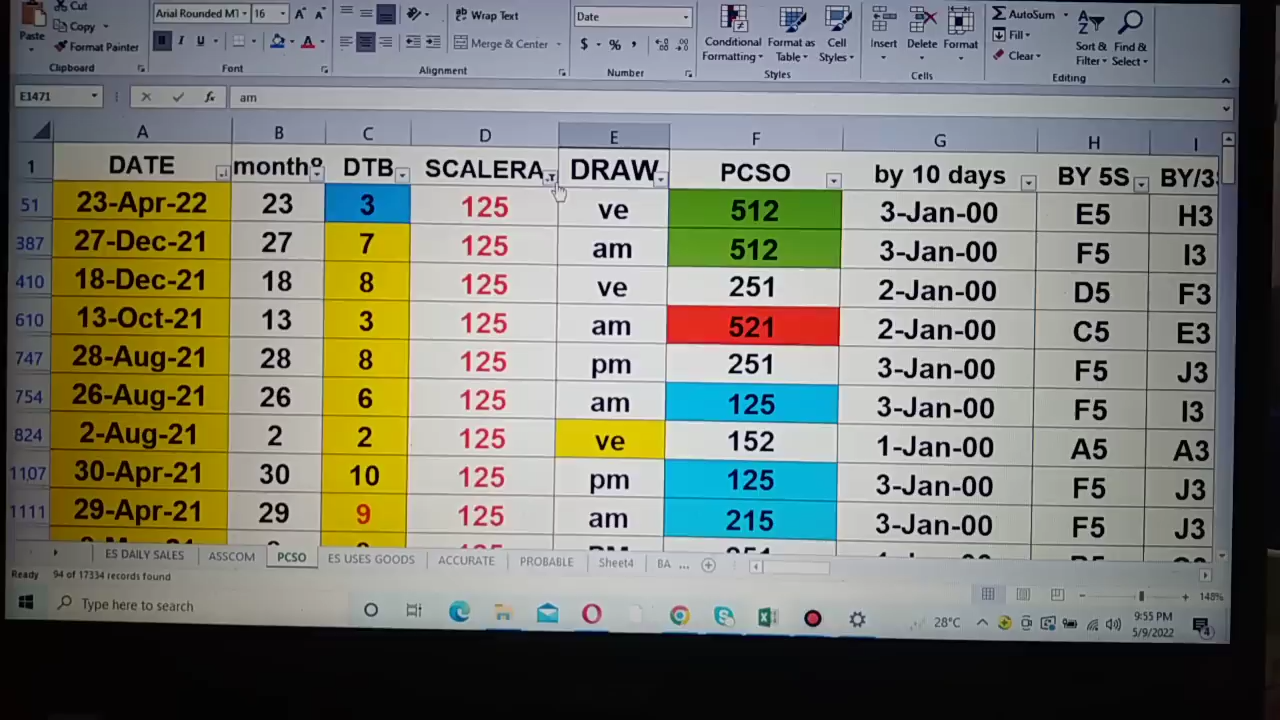 Cut
Arial Rounded MT 16 A A
Wrap Text
Date
AutoSum
Paste
Copy
Format Painter
B I U A
Merge & Center
$ % ,
Conditional Formatting
Format as Table
Cell Styles
Insert Delete Format
Fill
Clear
Sort & Filter
Find & Select
Clipboard Font Alignment Number Styles Cells Editing
E1471 fx am
A B C D E F G H I
1 DATE month DTB SCALERA DRAW PCSO by 10 days BY 5S BY/3S
51 23-Apr-22 23 3 125 ve 512 3-Jan-00 E5 H3
387 27-Dec-21 27 7 125 am 512 3-Jan-00 F5 I3
410 18-Dec-21 18 8 125 ve 251 2-Jan-00 D5 F3
610 13-Oct-21 13 3 125 am 521 2-Jan-00 C5 E3
747 28-Aug-21 28 8 125 pm 251 3-Jan-00 F5 J3
754 26-Aug-21 26 6 125 am 125 3-Jan-00 F5 I3
824 2-Aug-21 2 2 125 ve 152 1-Jan-00 A5 A3
1107 30-Apr-21 30 10 125 pm 125 3-Jan-00 F5 J3
1111 29-Apr-21 29 9 125 am 215 3-Jan-00 F5 J3
ES DAILY SALES ASSCOM PCSO ES USES GOODS ACCURATE PROBABLE Sheet4 BA ...
Ready 94 of 17334 records found 148%
Type here to search 28°C 9:55 PM
5/9/2022 4